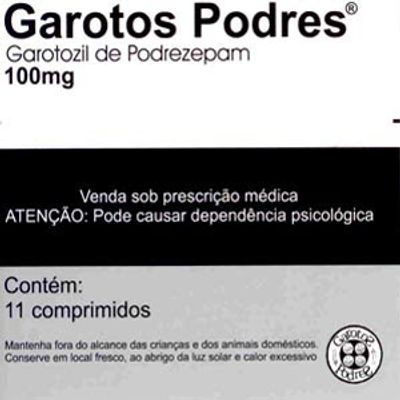 Garotos Podres®
Garotozil de Podrezepam
100mg
Venda sob prescrição médica
ATENÇÃO: Pode causar dependência psicológica
Contém:
11 comprimidos
Mantenha fora do alcance das crianças e dos animais domésticos.
Conserve em local fresco, ao abrigo da luz solar e calor excessivo
Garotos
Podres